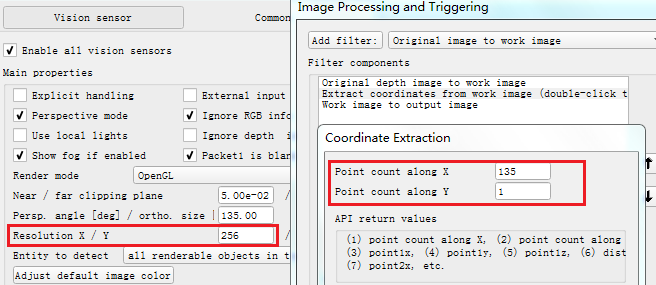 Vision sensor
Common
Enable all vision sensors
Main properties
Explicit handling
External input
Perspective mode
Ignore RGB info
Use local lights
Ignore depth i
Show fog if enabled
Packet1 is blan
Render mode
OpenGL
Near / far clipping plane
5.00e-02 /
Persp. angle [deg] / ortho. size |
135.00
Resolution X / Y
256 /
Entity to detect
all renderable objects in t
Adjust default image color
Image Processing and Triggering
Add filter:
Original image to work image
Filter components
Original depth image to work image
Extract coordinates from work image (double-click t
Work image to output image
Coordinate Extraction
Point count along X
135
Point count along Y
1
API return values
(1) point count along X, (2) point count along
(3) point1x, (4) point1y, (5) point1z, (6) dist
(7) point2x, etc.